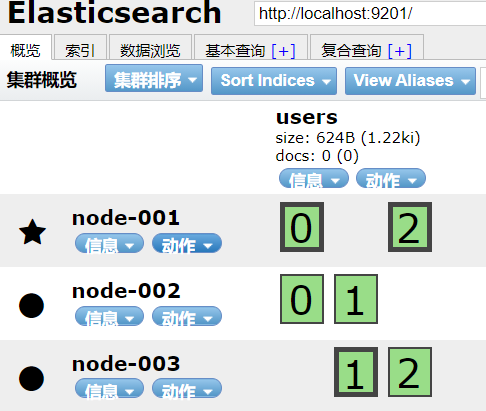 Elasticsearch http://localhost:9201/
概览 索引 数据浏览 基本查询 [+] 复合查询 [+]
集群概览 集群排序 Sort Indices View Aliases
users
size: 624B (1.22ki)
docs: 0 (0)
信息 动作
node-001 0 2
信息 动作
node-002 0 1
信息 动作
node-003 1 2
信息 动作